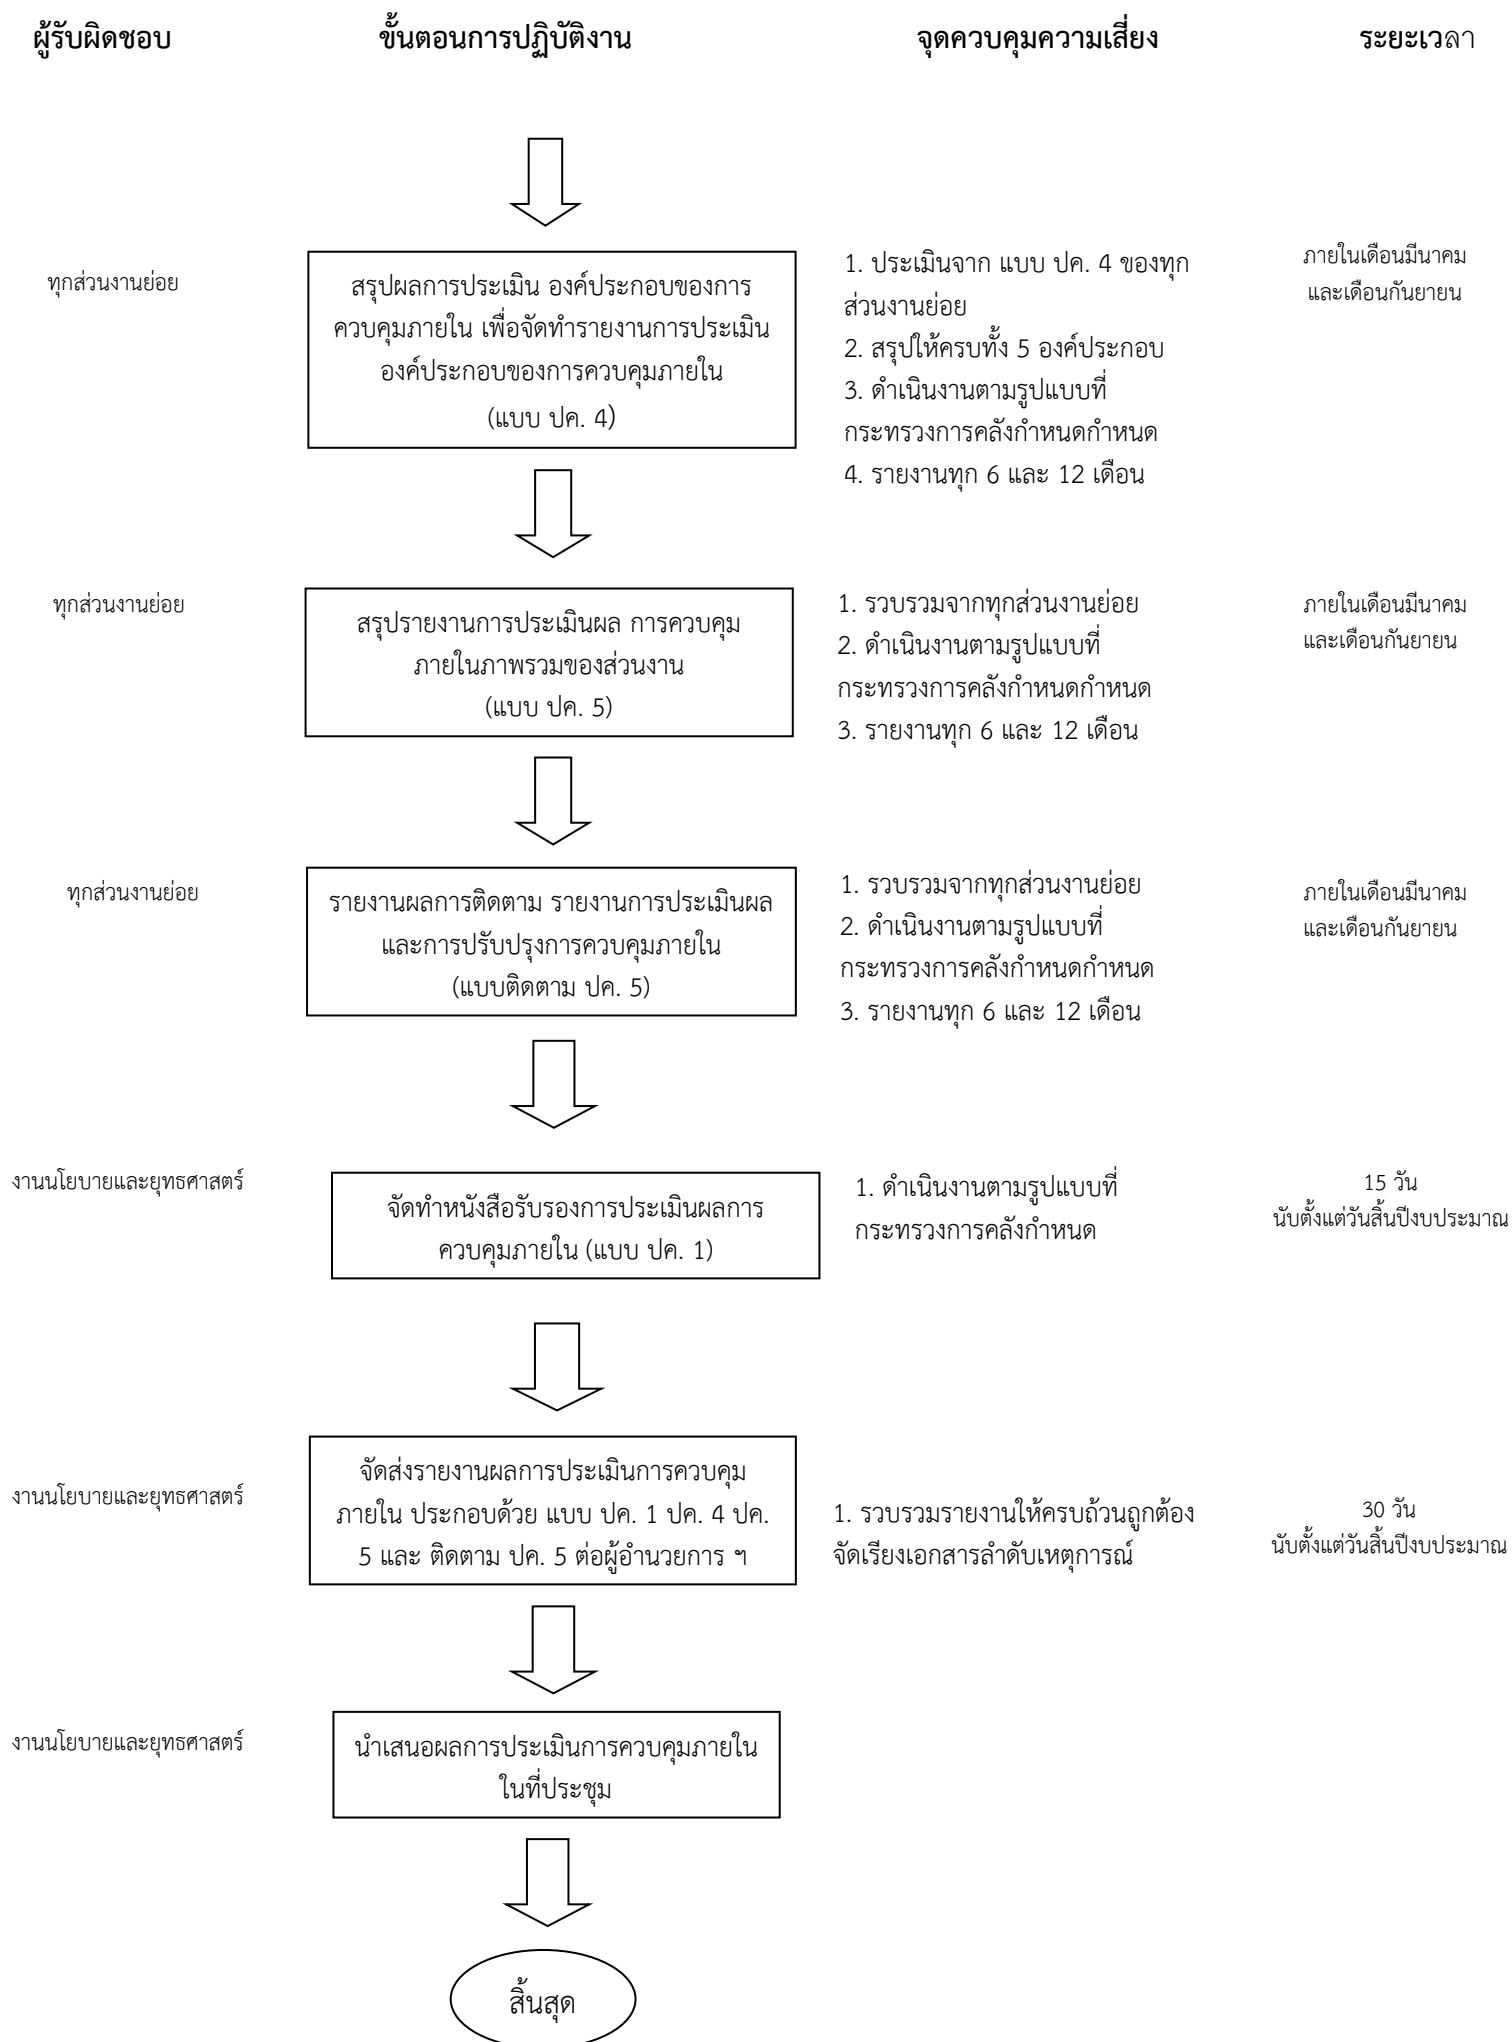 ผู้รับผิดชอบ ขั้นตอนการปฏิบัติงาน จุดควบคุมความเสี่ยง ระยะเวลา
ทุกส่วนงานย่อย
สรุปผลการประเมิน องค์ประกอบของการ
ควบคุมภายใน เพื่อจัดทำรายงานการประเมิน
องค์ประกอบของการควบคุมภายใน
(แบบ ปค. 4)
1. ประเมินจาก แบบ ปค. 4 ของทุก
ส่วนงานย่อย
2. สรุปให้ครบทั้ง 5 องค์ประกอบ
3. ดำเนินงานตามรูปแบบที่
กระทรวงการคลังกำหนดกำหนด
4. รายงานทุก 6 และ 12 เดือน
ภายในเดือนมีนาคม
และเดือนกันยายน
ทุกส่วนงานย่อย
สรุปรายงานการประเมินผล การควบคุม
ภายในภาพรวมของส่วนงาน
(แบบ ปค. 5)
1. รวบรวมจากทุกส่วนงานย่อย
2. ดำเนินงานตามรูปแบบที่
กระทรวงการคลังกำหนดกำหนด
3. รายงานทุก 6 และ 12 เดือน
ภายในเดือนมีนาคม
และเดือนกันยายน
ทุกส่วนงานย่อย
รายงานผลการติดตาม รายงานการประเมินผล
และการปรับปรุงการควบคุมภายใน
(แบบติดตาม ปค. 5)
1. รวบรวมจากทุกส่วนงานย่อย
2. ดำเนินงานตามรูปแบบที่
กระทรวงการคลังกำหนดกำหนด
3. รายงานทุก 6 และ 12 เดือน
ภายในเดือนมีนาคม
และเดือนกันยายน
งานนโยบายและยุทธศาสตร์
จัดทำหนังสือรับรองการประเมินผลการ
ควบคุมภายใน (แบบ ปค. 1)
1. ดำเนินงานตามรูปแบบที่
กระทรวงการคลังกำหนด
15 วัน
นับตั้งแต่วันสิ้นปีงบประมาณ
งานนโยบายและยุทธศาสตร์
จัดส่งรายงานผลการประเมินการควบคุม
ภายใน ประกอบด้วย แบบ ปค. 1 ปค. 4 ปค.
5 และ ติดตาม ปค. 5 ต่อผู้อำนวยการ ฯ
1. รวบรวมรายงานให้ครบถ้วนถูกต้อง
จัดเรียงเอกสารลำดับเหตุการณ์
30 วัน
นับตั้งแต่วันสิ้นปีงบประมาณ
งานนโยบายและยุทธศาสตร์
นำเสนอผลการประเมินการควบคุมภายใน
ในที่ประชุม
สิ้นสุด